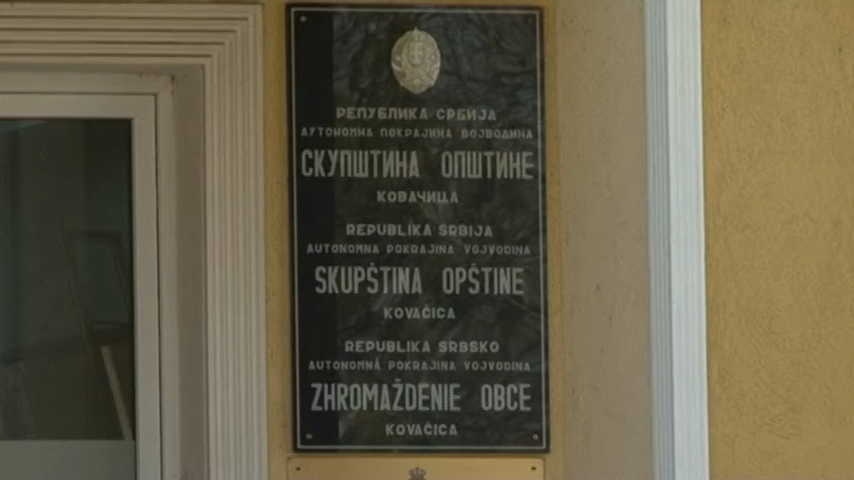 РЕПУБЛИКА СРБИЈА
АУТОНОМНА ПОКРАЈИНА ВОЈВОДИНА
СКУПШТИНА ОПШТИНЕ
КОВАЧИЦА
REPUBLIKA SRBIJA
AUTONOMNA POKRAJINA VOJVODINA
SKUPŠTINA OPŠTINE
KOVAČICA
REPUBLIKA SRBSKO
AUTONOMNÁ POKRAJINA VOJVODINA
ZHROMAŽDENIE OBCE
KOVAČICA